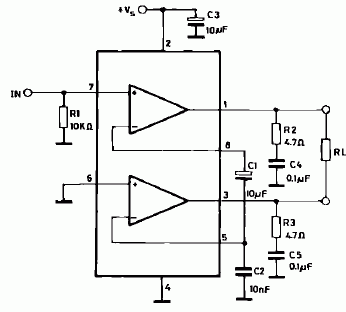 +Vs
C3
10µF
2
IN
7
1
R1
10KΩ
R2
4.7Ω
RL
8
C1
C4
0.1µF
6
3
10µF
R3
4.7Ω
5
C2
10nF
C5
0.1µF
4